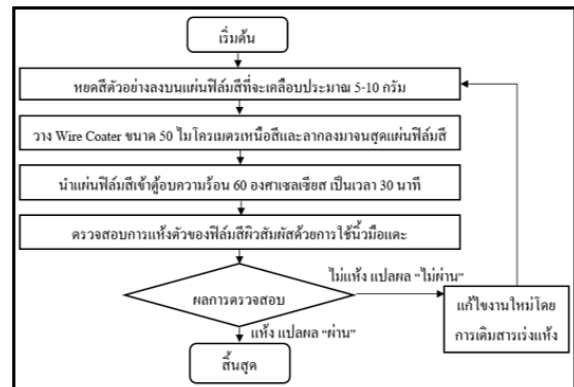 เริ่มต้น
หยดสีตัวอย่างลงบนแผ่นฟิล์มสีที่จะเคลือบประมาณ 5-10 กรัม
วาง Wire Coater ขนาด 50 ไมโครเมตรเหนือสีและลากลงมาจนสุดแผ่นฟิล์มสี
นำแผ่นฟิล์มสีเข้าตู้อบความร้อน 60 องศาเซลเซียส เป็นเวลา 30 นาที
ตรวจสอบการแห้งตัวของฟิล์มสีผิวสัมผัสด้วยการใช้นิ้วมือแตะ
ผลการตรวจสอบ
ไม่แห้ง แปลผล “ไม่ผ่าน”
แก้ไขงานใหม่โดย
การเติมสารเร่งแห้ง
แห้ง แปลผล “ผ่าน”
สิ้นสุด